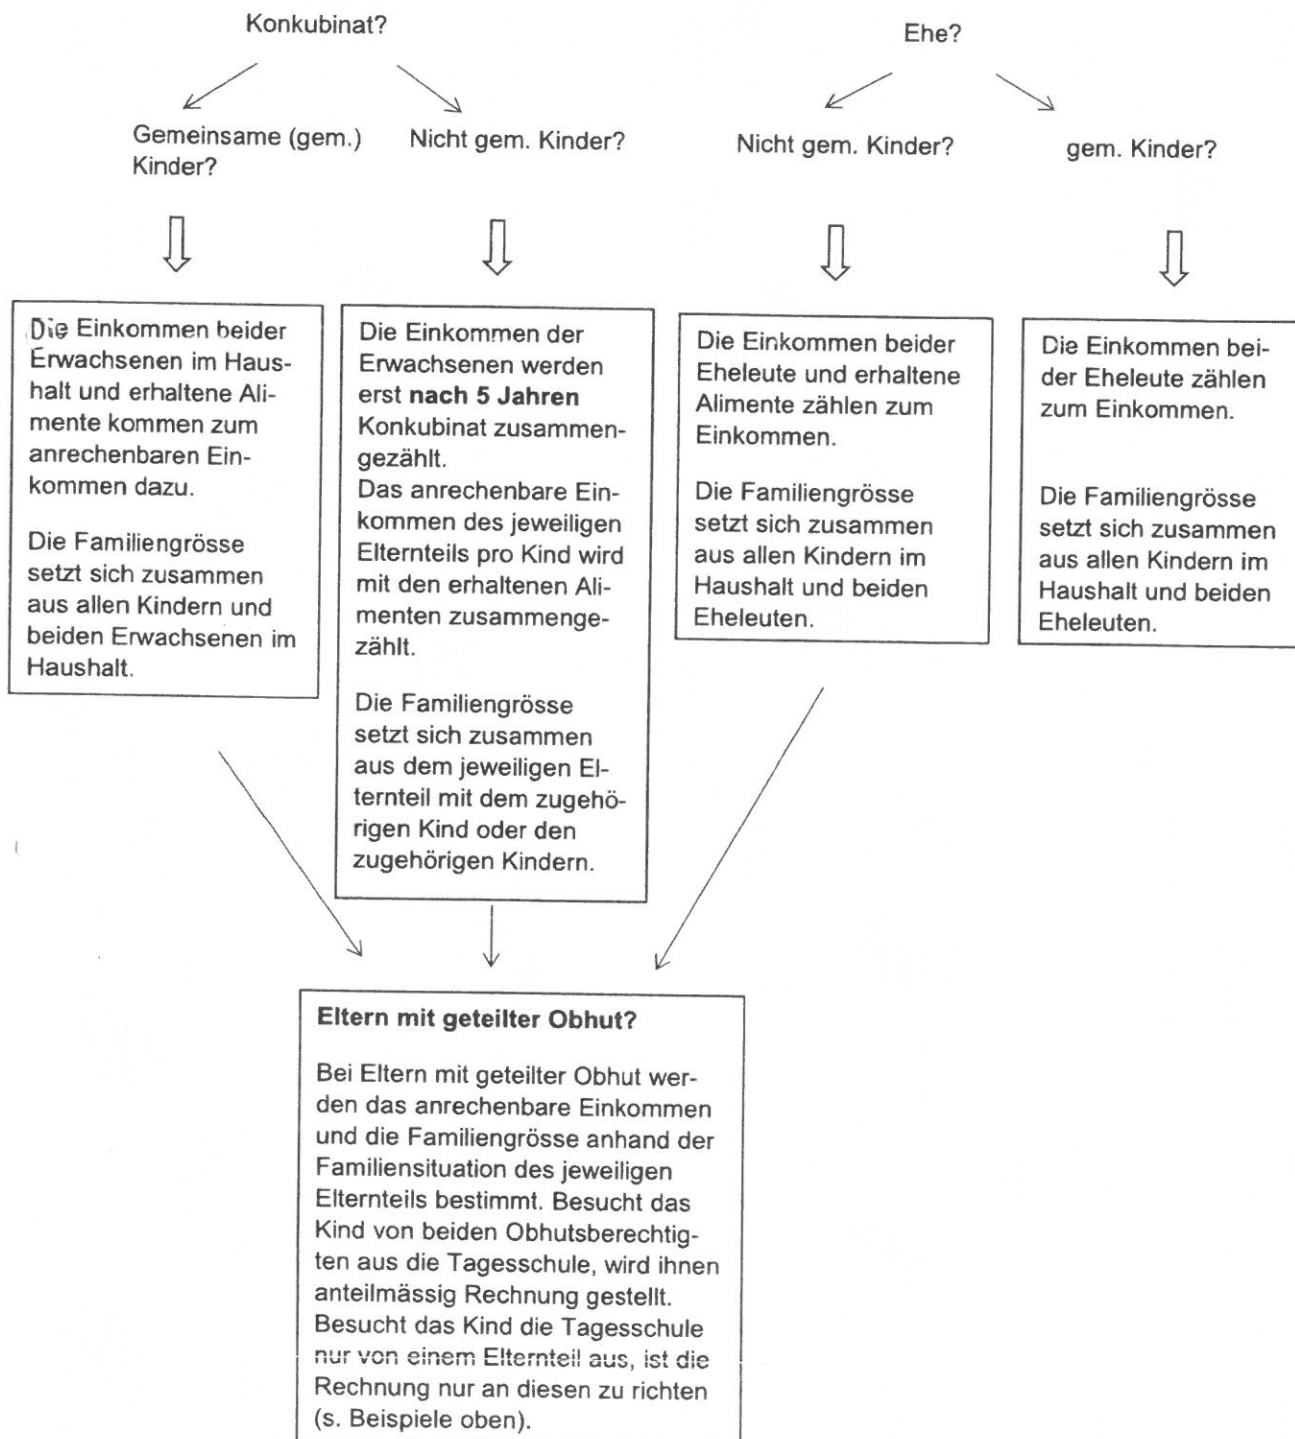 Konkubinat?
Ehe?
Gemeinsame (gem.)
Kinder?
Nicht gem. Kinder?
Nicht gem. Kinder?
gem. Kinder?
Die Einkommen beider
Erwachsenen im Haus-
halt und erhaltene Ali-
mente kommen zum
anrechenbaren Ein-
kommen dazu.
Die Familiengrösse
setzt sich zusammen
aus allen Kindern und
beiden Erwachsenen im
Haushalt.
Die Einkommen der
Erwachsenen werden
erst nach 5 Jahren
Konkubinat zusammen-
gezählt.
Das anrechenbare Ein-
kommen des jeweiligen
Elternteils pro Kind wird
mit den erhaltenen Ali-
menten zusammenge-
zählt.
Die Familiengrösse
setzt sich zusammen
aus dem jeweiligen El-
ternteil mit dem zugehö-
rigen Kind oder den
zugehörigen Kindern.
Die Einkommen beider
Eheleute und erhaltene
Alimente zählen zum
Einkommen.
Die Familiengrösse
setzt sich zusammen
aus allen Kindern im
Haushalt und beiden
Eheleuten.
Die Einkommen bei-
der Eheleute zählen
zum Einkommen.
Die Familiengrösse
setzt sich zusammen
aus allen Kindern im
Haushalt und beiden
Eheleuten.
Eltern mit geteilter Obhut?
Bei Eltern mit geteilter Obhut wer-
den das anrechenbare Einkommen
und die Familiengrösse anhand der
Familiensituation des jeweiligen
Elternteils bestimmt. Besucht das
Kind von beiden Obhutsberechtig-
ten aus die Tagesschule, wird ihnen
anteilmässig Rechnung gestellt.
Besucht das Kind die Tagesschule
nur von einem Elternteil aus, ist die
Rechnung nur an diesen zu richten
(s. Beispiele oben).